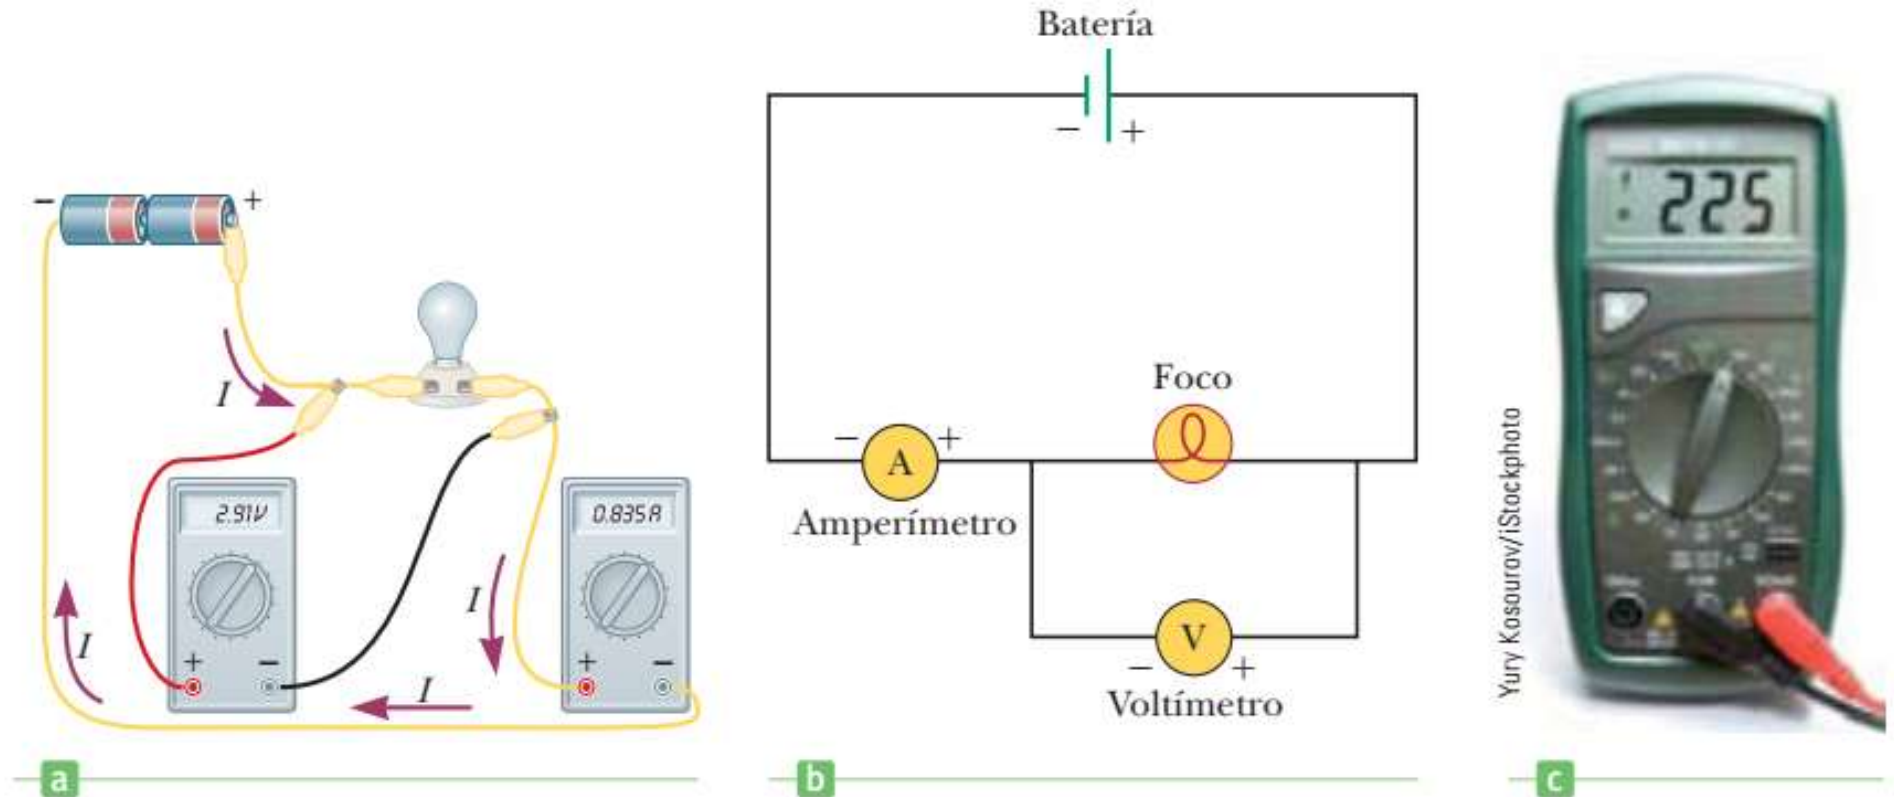 − +
I
2.91V
0.835A
I
I
I
+ −
+ −
a
Batería
− +
Foco
− +
A
Amperímetro
V
− +
Voltímetro
b
225
Yury Kosourov/iStockphoto
c